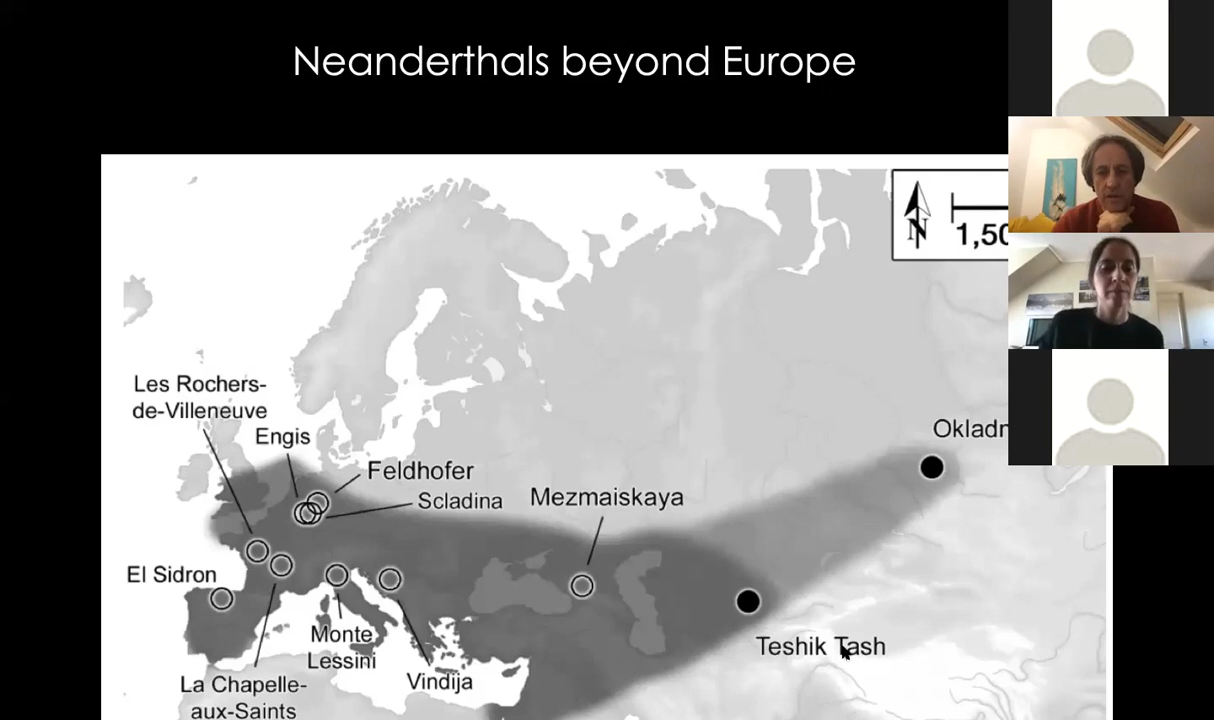 Neanderthals beyond Europe
N
1,50
Les Rochers-
de-Villeneuve
Engis
Feldhofer
Scladina
Mezmaiskaya
Okladn
El Sidron
Monte
Lessini
Vindija
La Chapelle-
aux-Saints
Teshik Tash